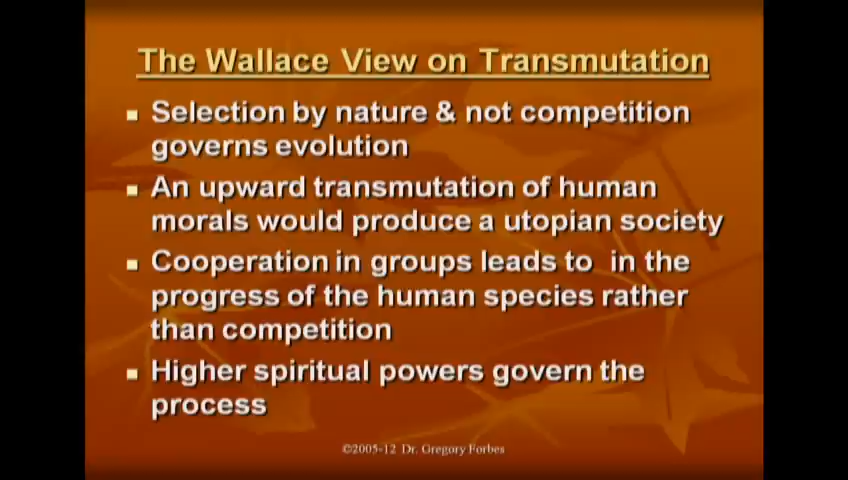 The Wallace View on Transmutation
Selection by nature & not competition
governs evolution
An upward transmutation of human
morals would produce a utopian society
Cooperation in groups leads to in the
progress of the human species rather
than competition
Higher spiritual powers govern the
process
©2005-12 Dr. Gregory Forbes